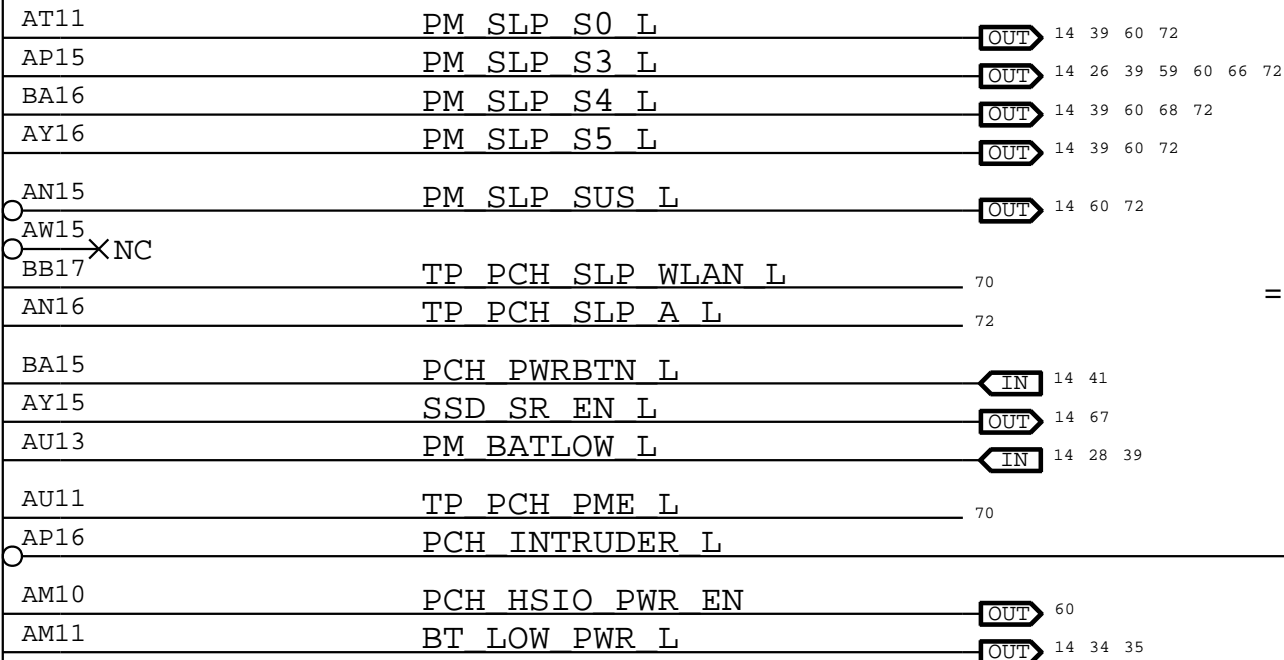 AT11 PM_SLP_S0_L OUT 14 39 60 72
AP15 PM_SLP_S3_L OUT 14 26 39 59 60 66 72
BA16 PM_SLP_S4_L OUT 14 39 60 68 72
AY16 PM_SLP_S5_L OUT 14 39 60 72
AN15 PM_SLP_SUS_L OUT 14 60 72
AW15 NC
BB17 TP_PCH_SLP_WLAN_L 70
=
AN16 TP_PCH_SLP_A_L 72
BA15 PCH_PWRBTN_L IN 14 41
AY15 SSD_SR_EN_L OUT 14 67
AU13 PM_BATLOW_L IN 14 28 39
AU11 TP_PCH_PME_L 70
AP16 PCH_INTRUDER_L
AM10 PCH_HSIO_PWR_EN OUT 60
AM11 BT_LOW_PWR_L OUT 14 34 35